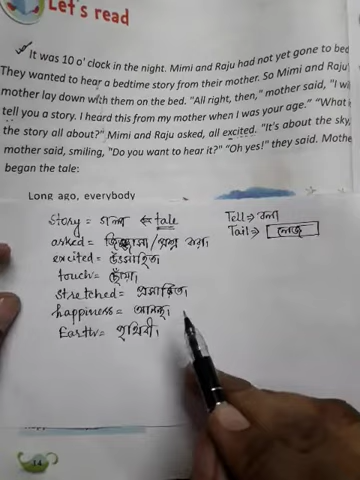 Let's read
It was 10 o' clock in the night. Mimi and Raju had not yet gone to bed
They wanted to hear a bedtime story from their mother. So Mimi and Raju'
mother lay down with them on the bed. "All right, then," mother said, "I wi
tell you a story. I heard this from my mother when I was your age." "What i
the story all about?" Mimi and Raju asked, all excited. "It's about the sky,
mother said, smiling, "Do you want to hear it?" "Oh yes!" they said. Mothe
began the tale:
Long ago, everybody
Story = গল্প tale
Tell => বলা
asked = জিজ্ঞাসা/প্রশ্ন করা
Tail => লেজ
excited = উৎসাহিত
touch = ছোঁয়া
stretched = প্রসারিত।
happiness = আনন্দ।
Earth = পৃথিবী।
14